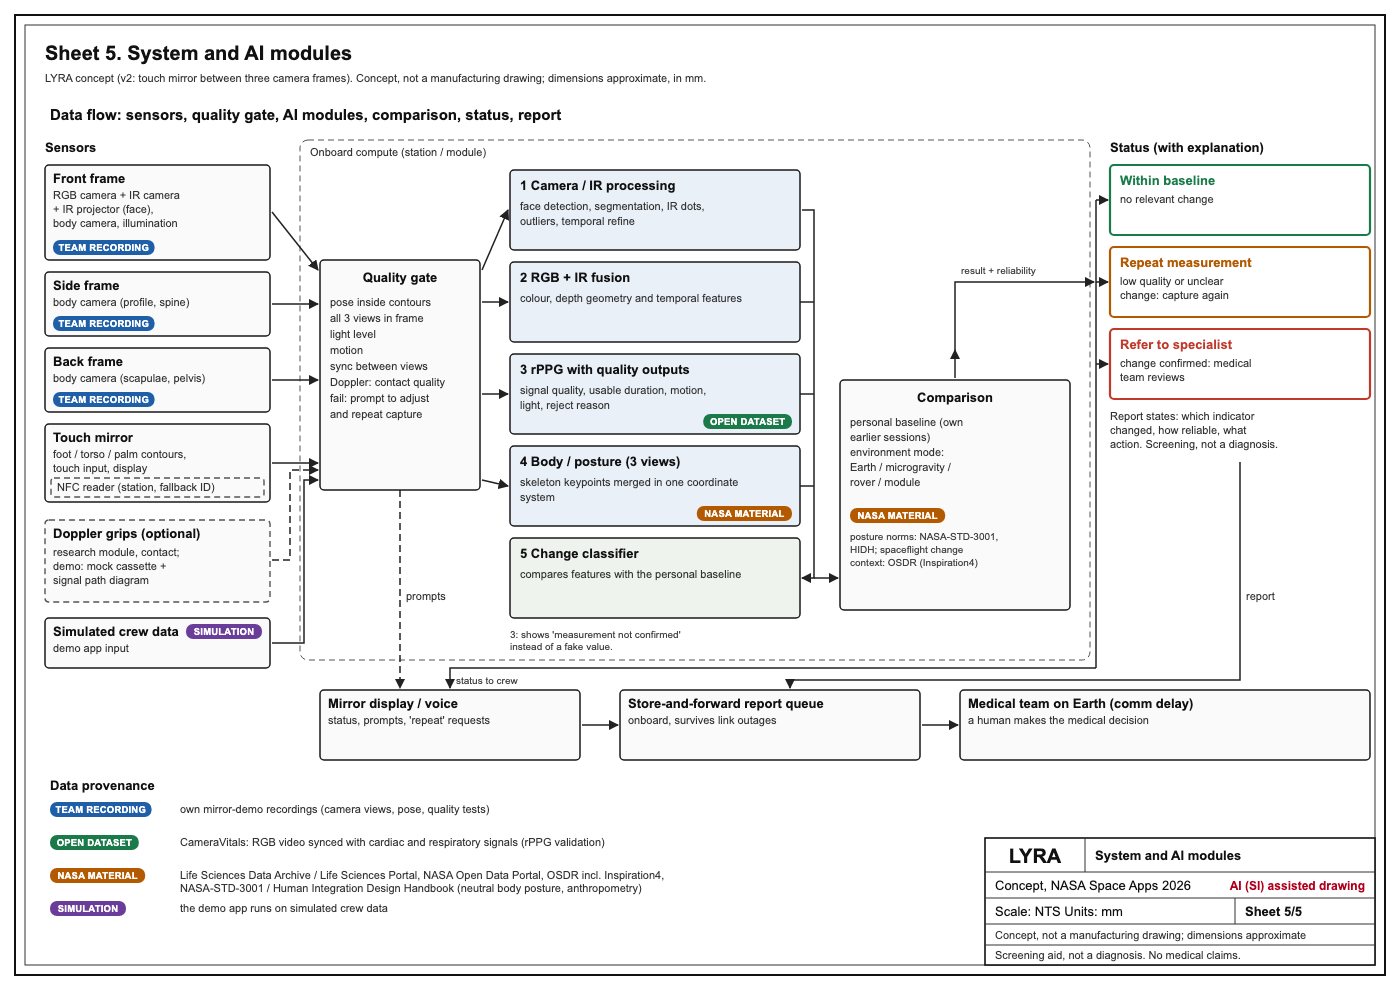 Sheet 5. System and AI modules
LYRA concept (v2: touch mirror between three camera frames). Concept, not a manufacturing drawing; dimensions approximate, in mm.
Data flow: sensors, quality gate, AI modules, comparison, status, report
Sensors
Front frame
RGB camera + IR camera
+ IR projector (face),
body camera, illumination
TEAM RECORDING
Side frame
body camera (profile, spine)
TEAM RECORDING
Back frame
body camera (scapulae, pelvis)
TEAM RECORDING
Touch mirror
foot / torso / palm contours,
touch input, display
NFC reader (station, fallback ID)
Doppler grips (optional)
research module, contact;
demo: mock cassette +
signal path diagram
Simulated crew data
SIMULATION
demo app input
Onboard compute (station / module)
Quality gate
pose inside contours
all 3 views in frame
light level
motion
sync between views
Doppler: contact quality
fail: prompt to adjust
and repeat capture
prompts
1 Camera / IR processing
face detection, segmentation, IR dots,
outliers, temporal refine
2 RGB + IR fusion
colour, depth geometry and temporal features
3 rPPG with quality outputs
signal quality, usable duration, motion,
light, reject reason
OPEN DATASET
4 Body / posture (3 views)
skeleton keypoints merged in one coordinate
system
NASA MATERIAL
5 Change classifier
compares features with the personal baseline
3: shows 'measurement not confirmed'
instead of a fake value.
Comparison
personal baseline (own
earlier sessions)
environment mode:
Earth / microgravity /
rover / module
NASA MATERIAL
posture norms: NASA-STD-3001,
HIDH; spaceflight change
context: OSDR (Inspiration4)
result + reliability
Status (with explanation)
Within baseline
no relevant change
Repeat measurement
low quality or unclear
change: capture again
Refer to specialist
change confirmed: medical
team reviews
Report states: which indicator
changed, how reliable, what
action. Screening, not a diagnosis.
report
status to crew
Mirror display / voice
status, prompts, 'repeat' requests
Store-and-forward report queue
onboard, survives link outages
Medical team on Earth (comm delay)
a human makes the medical decision
Data provenance
TEAM RECORDING
own mirror-demo recordings (camera views, pose, quality tests)
OPEN DATASET
CameraVitals: RGB video synced with cardiac and respiratory signals (rPPG validation)
NASA MATERIAL
Life Sciences Data Archive / Life Sciences Portal, NASA Open Data Portal, OSDR incl. Inspiration4,
NASA-STD-3001 / Human Integration Design Handbook (neutral body posture, anthropometry)
SIMULATION
the demo app runs on simulated crew data
LYRA
System and AI modules
Concept, NASA Space Apps 2026
AI (SI) assisted drawing
Scale: NTS Units: mm
Sheet 5/5
Concept, not a manufacturing drawing; dimensions approximate
Screening aid, not a diagnosis. No medical claims.